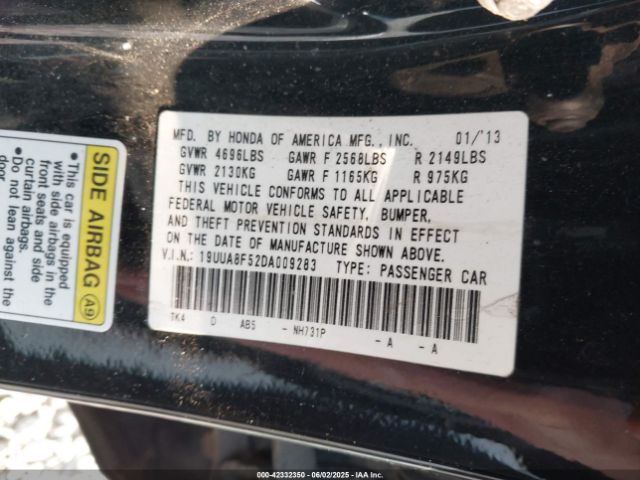 MFD. BY HONDA OF AMERICA MFG., INC. 01/'13
GVWR 4696LBS GAWR F 2568LBS R 2149LBS
GVWR 2130KG GAWR F 1165KG R 975KG
THIS VEHICLE CONFORMS TO ALL APPLICABLE
FEDERAL MOTOR VEHICLE SAFETY, BUMPER,
AND THEFT PREVENTION STANDARDS IN EFFECT
ON THE DATE OF MANUFACTURE SHOWN ABOVE.
V.I.N.: 19UUA8F52DA009283 TYPE: PASSENGER CAR
TK4 D AB5 - NH731P - A - A
SIDE AIRBAG A9
• This car is equipped
with side airbags in
front seats and side
curtain airbags.
• Do not lean against
door.
000-42332350 - 06/02/2025 - IAA Inc.